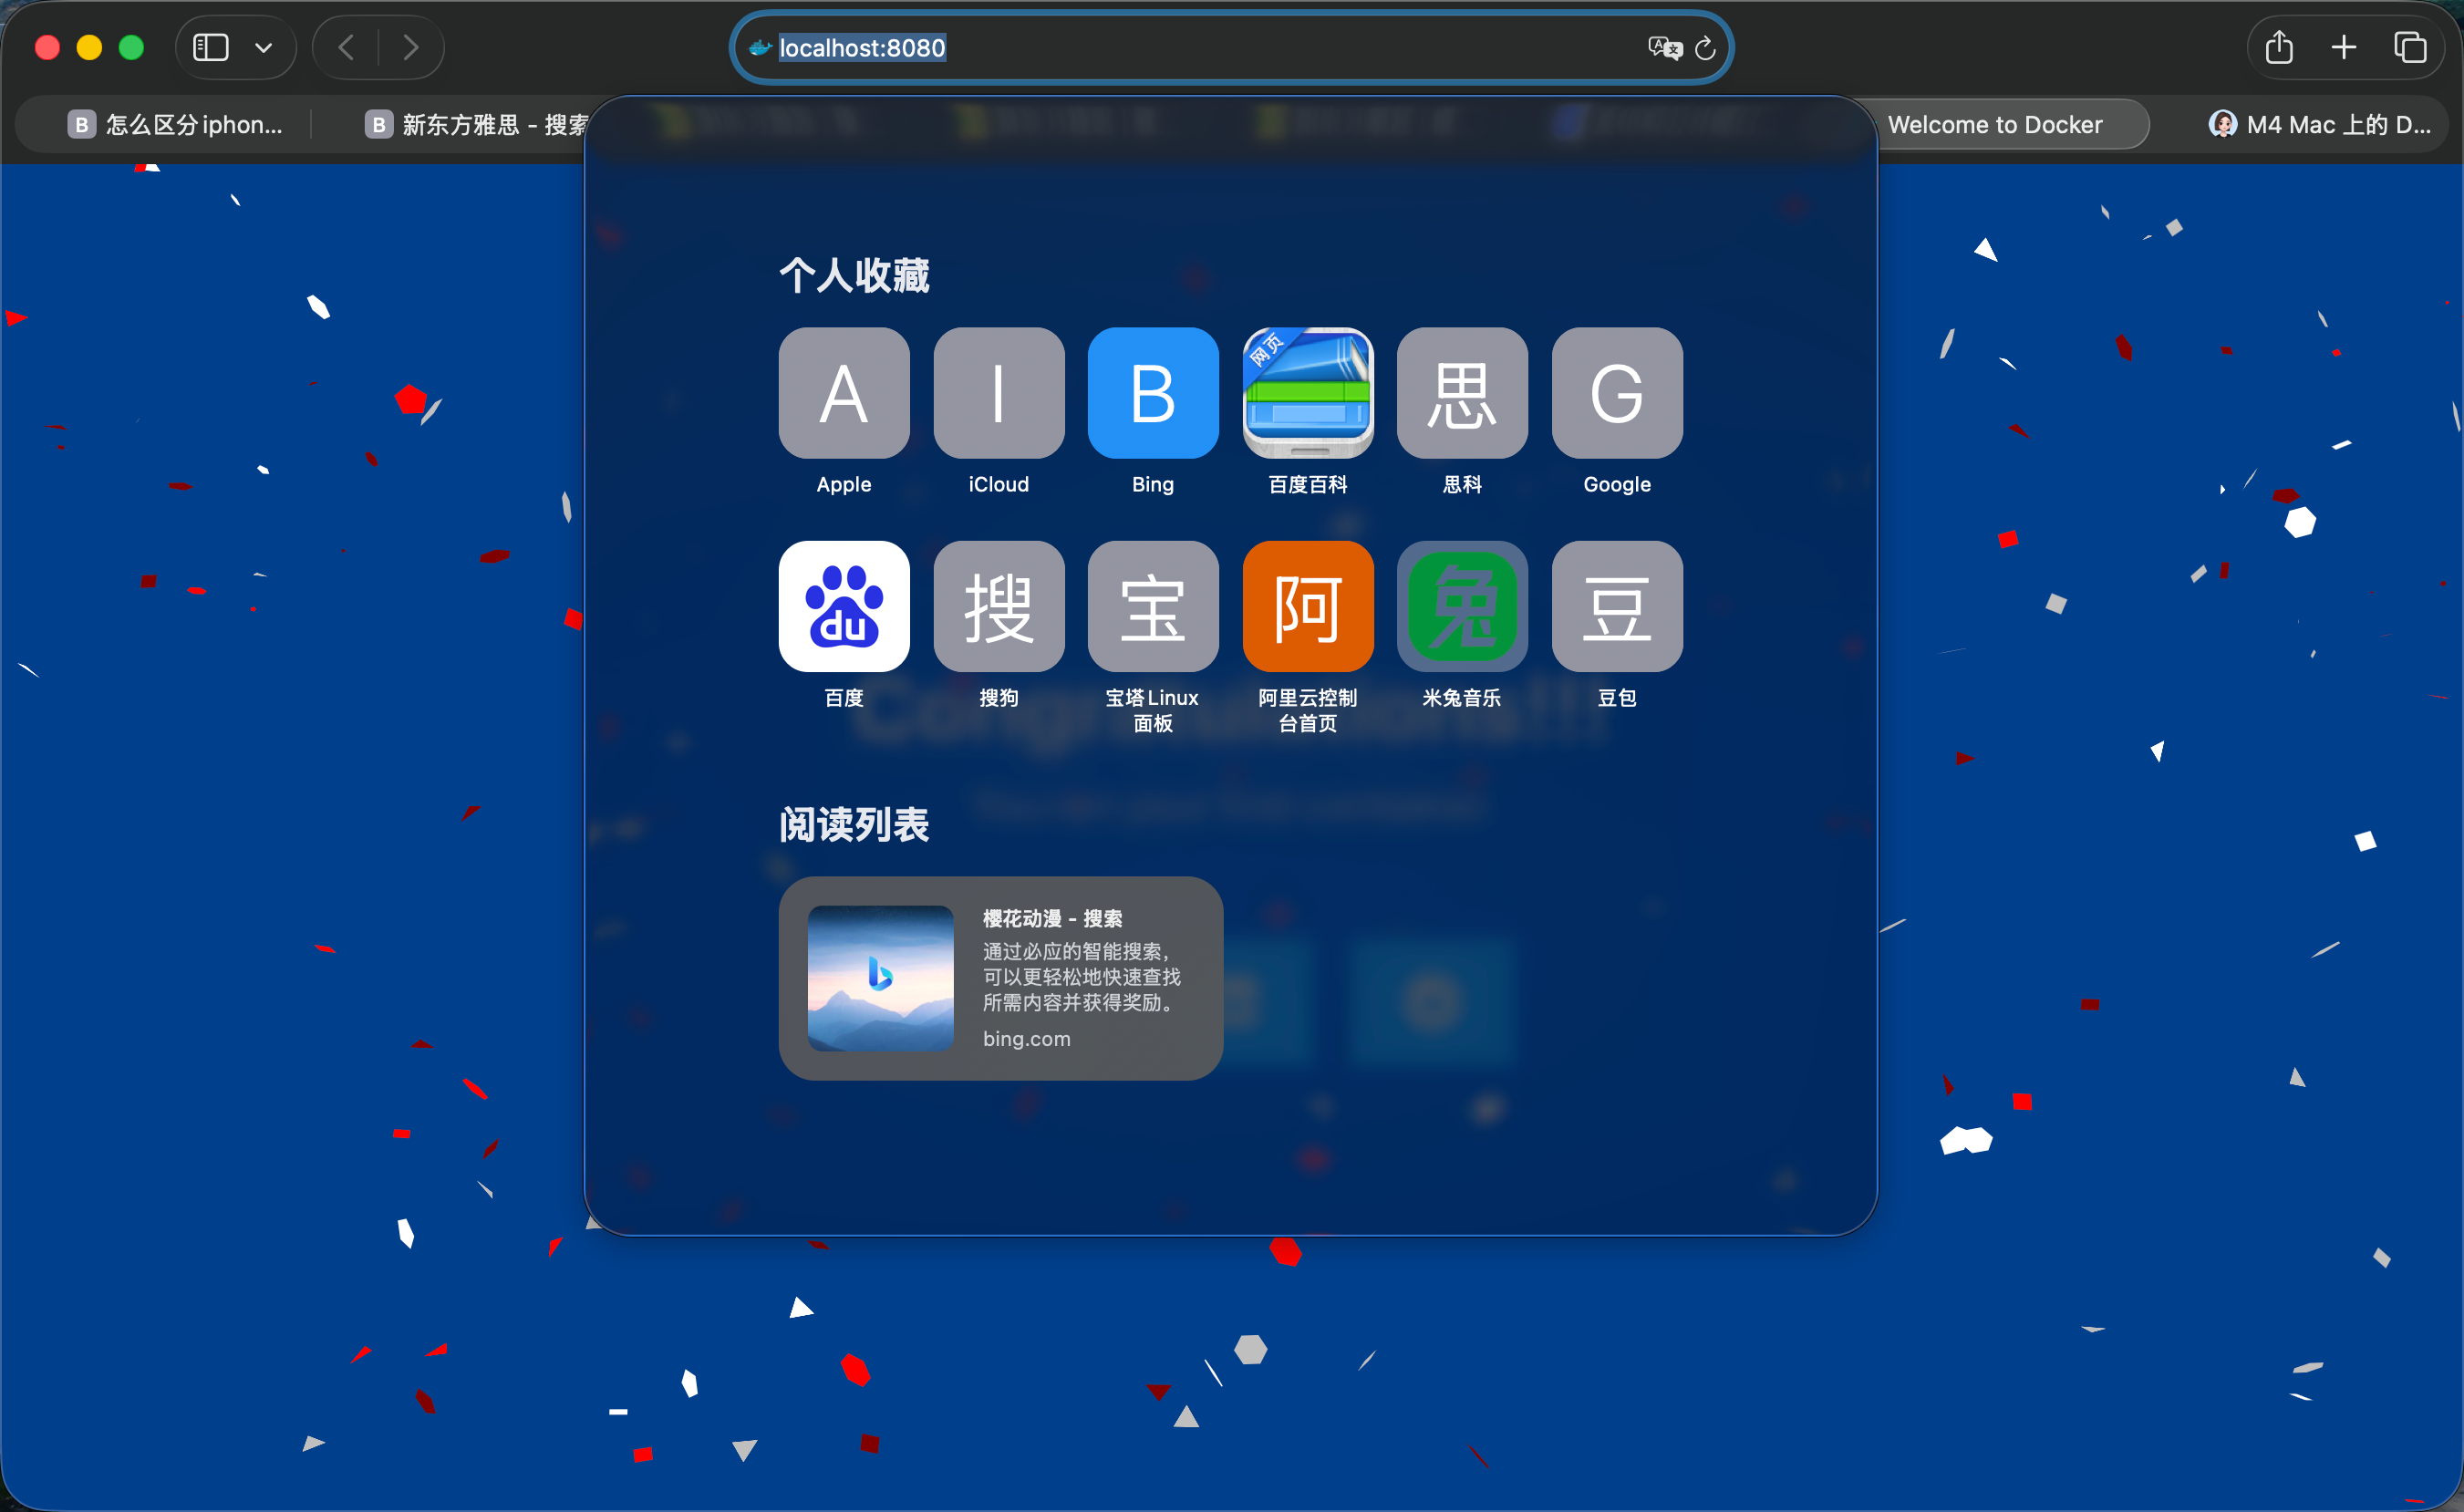 localhost:8080
B 怎么区分iphon...
B 新东方雅思 - 搜索
Welcome to Docker
M4 Mac 上的 D...
个人收藏
A
I
B
网页
思
G
Apple
iCloud
Bing
百度百科
思科
Google
du
搜
宝
阿
兔
豆
百度
搜狗
宝塔Linux
面板
阿里云控制
台首页
米兔音乐
豆包
Congratulations!!!
阅读列表
樱花动漫 - 搜索
通过必应的智能搜索，
可以更轻松地快速查找
所需内容并获得奖励。
bing.com